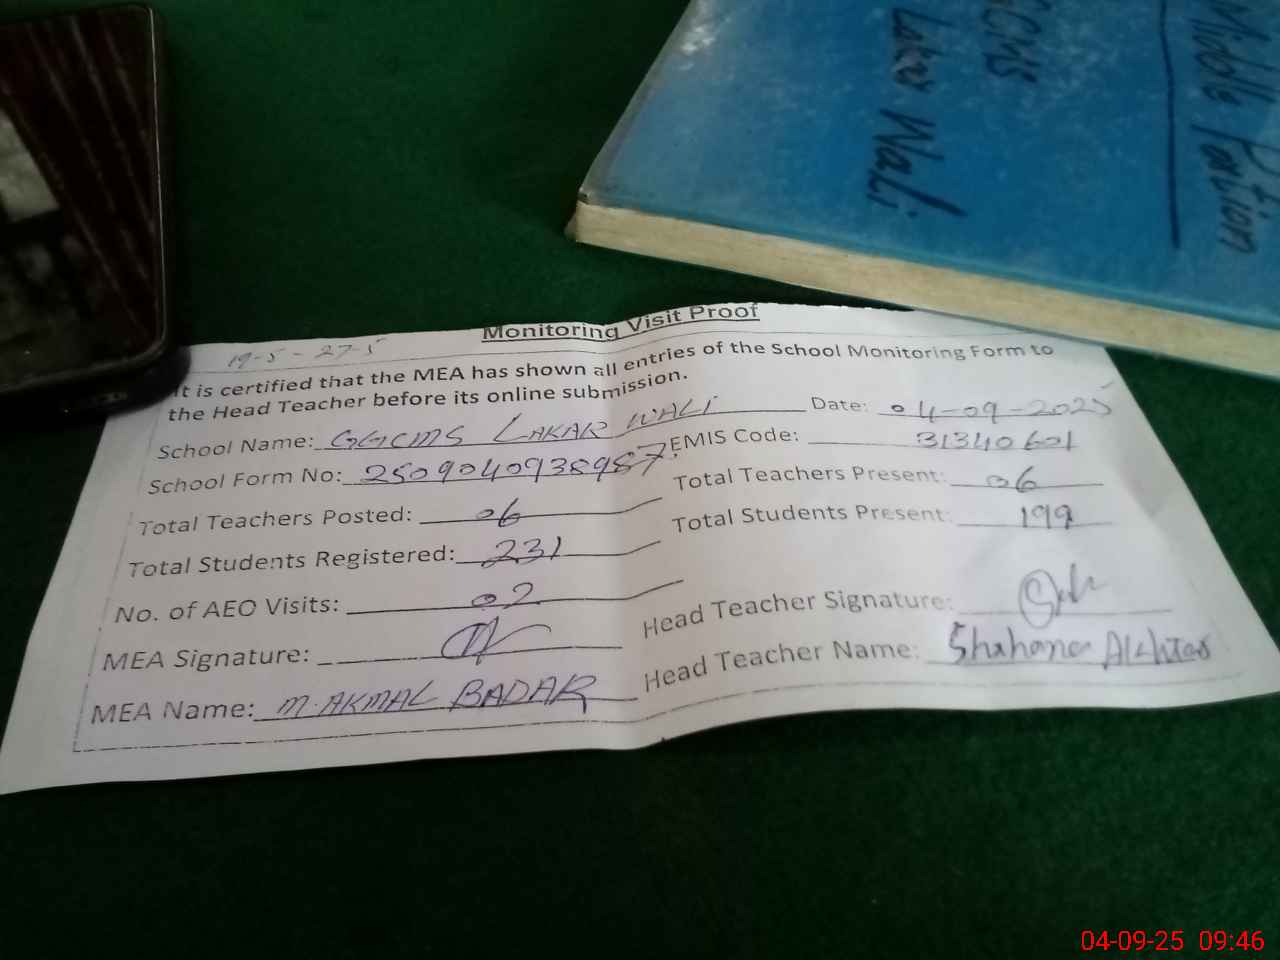 Middle Portion
GCMS
Lakar Wali
Monitoring Visit Proof
19-5 - 27-5
It is certified that the MEA has shown all entries of the School Monitoring Form to
the Head Teacher before its online submission.
School Name: GGCMS LAKAR WALI Date: 04-09-2025
School Form No: 2509040938987 EMIS Code: 31340601
Total Teachers Posted: 06 Total Teachers Present: 06
Total Students Registered: 231 Total Students Present: 199
No. of AEO Visits: 02
MEA Signature: Head Teacher Signature:
MEA Name: M. AKMAL BADAR Head Teacher Name: Shahana Akhtar
04-09-25 09:46